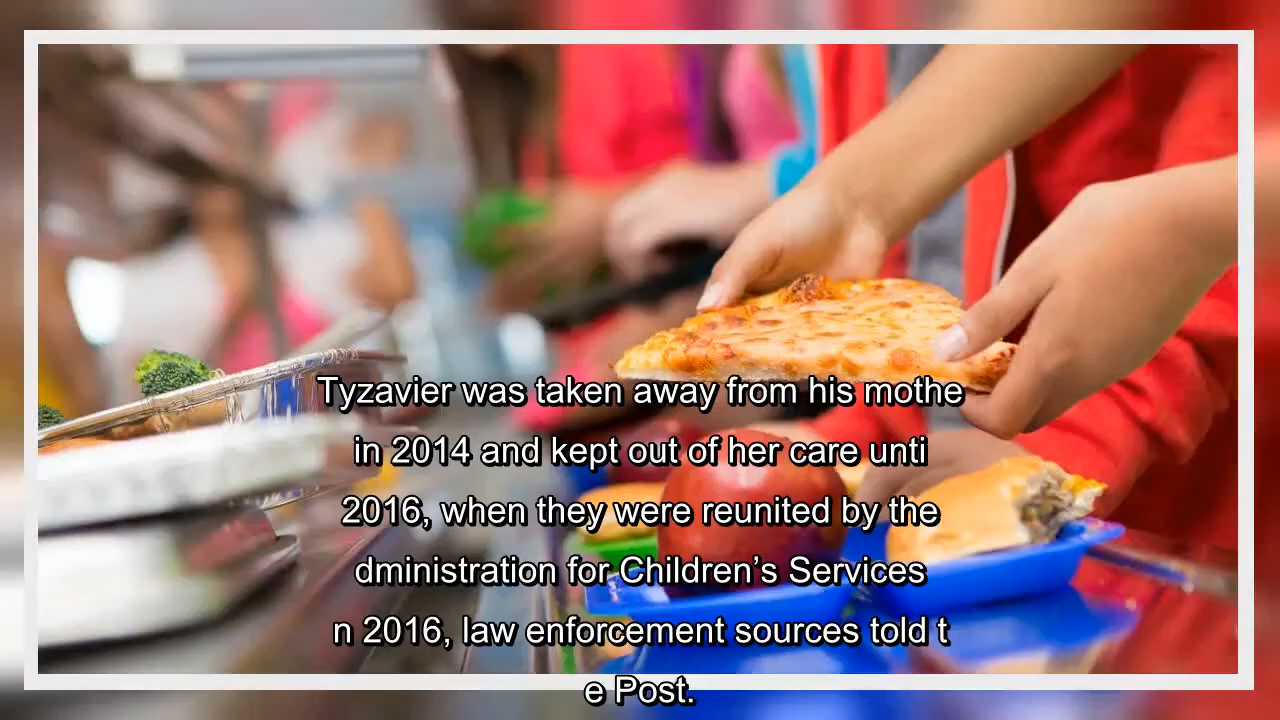 Tyzavier was taken away from his mothe
in 2014 and kept out of her care unti
2016, when they were reunited by the
dministration for Children’s Services
n 2016, law enforcement sources told t
e Post.